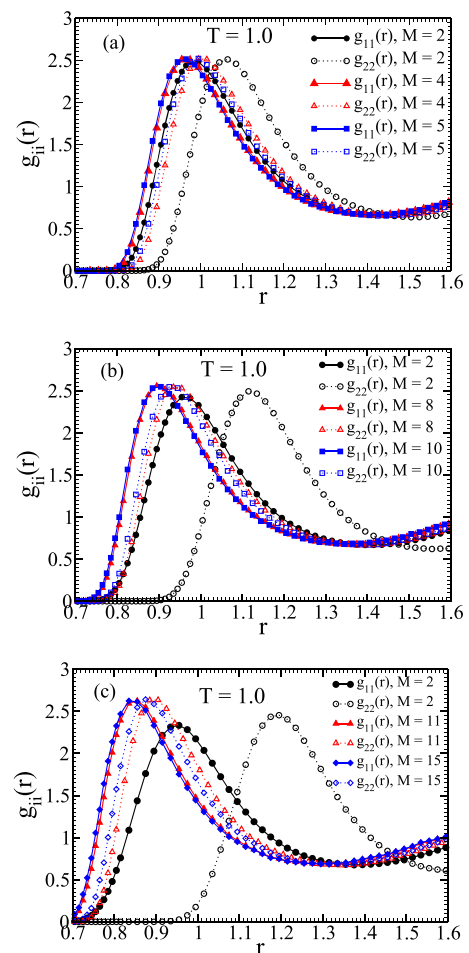 (a)
T = 1.0
g11(r), M = 2
g22(r), M = 2
g11(r), M = 4
g22(r), M = 4
g11(r), M = 5
g22(r), M = 5
3
2.5
2
1.5
1
0.5
0
gii(r)
0.7 0.8 0.9 1 1.1 1.2 1.3 1.4 1.5 1.6
r
(b)
T = 1.0
g11(r), M = 2
g22(r), M = 2
g11(r), M = 8
g22(r), M = 8
g11(r), M = 10
g22(r), M = 10
3
2.5
2
1.5
1
0.5
0
gii(r)
0.7 0.8 0.9 1 1.1 1.2 1.3 1.4 1.5 1.6
r
(c)
T = 1.0
g11(r), M = 2
g22(r), M = 2
g11(r), M = 11
g22(r), M = 11
g11(r), M = 15
g22(r), M = 15
3
2.5
2
1.5
1
0.5
0
gii(r)
0.7 0.8 0.9 1 1.1 1.2 1.3 1.4 1.5 1.6
r